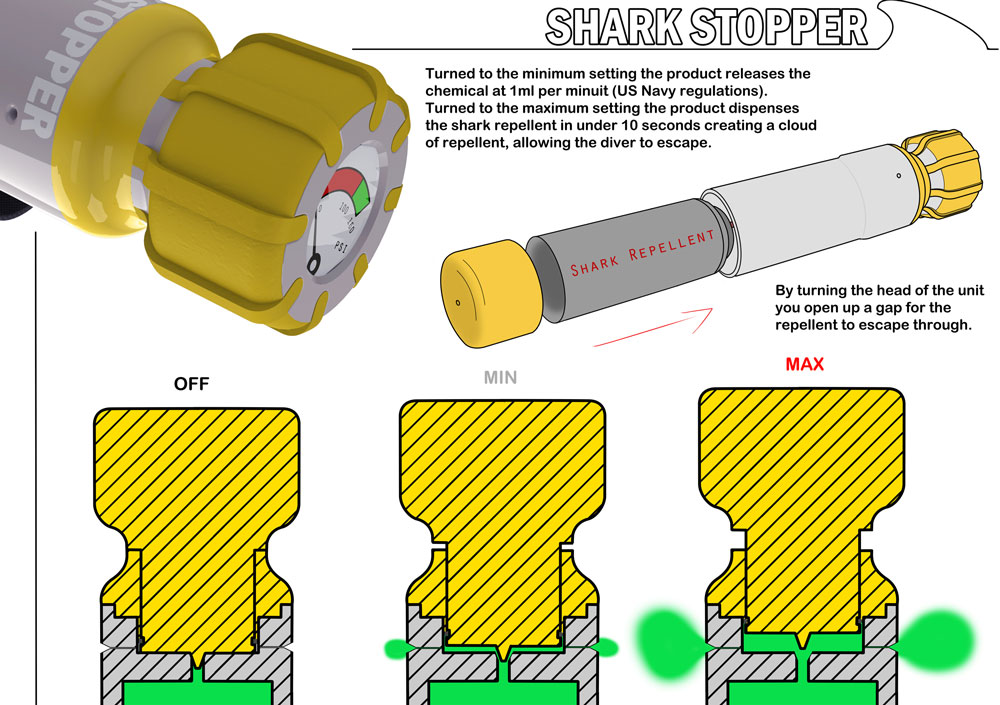 STOPPER
SHARK STOPPER
Turned to the minimum setting the product releases the
chemical at 1ml per minuit (US Navy regulations).
Turned to the maximum setting the product dispenses
the shark repellent in under 10 seconds creating a cloud
of repellent, allowing the diver to escape.
0
100
PSI
SHARK REPELLENT
By turning the head of the unit
you open up a gap for the
repellent to escape through.
OFF
MIN
MAX